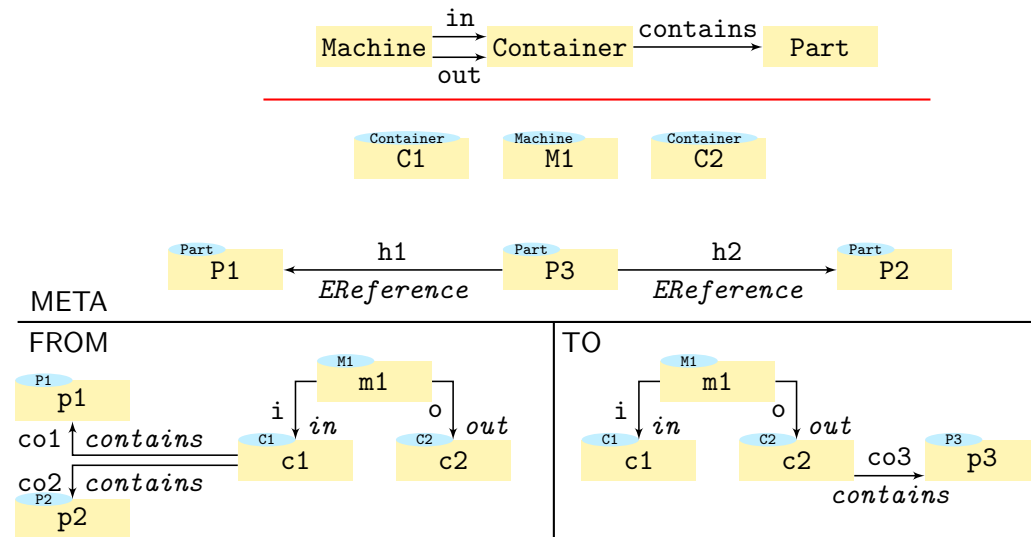 in
Machine Container contains Part
out
Container Machine Container
C1 M1 C2
Part h1 Part h2 Part
P1 EReference P3 EReference P2
META
FROM
M1
m1
P1
p1
i in o out
co1 contains
C1 C2
c1 c2
co2 contains
P2
p2
TO
M1
m1
i in o out
C1 C2 P3
c1 c2 co3 p3
contains